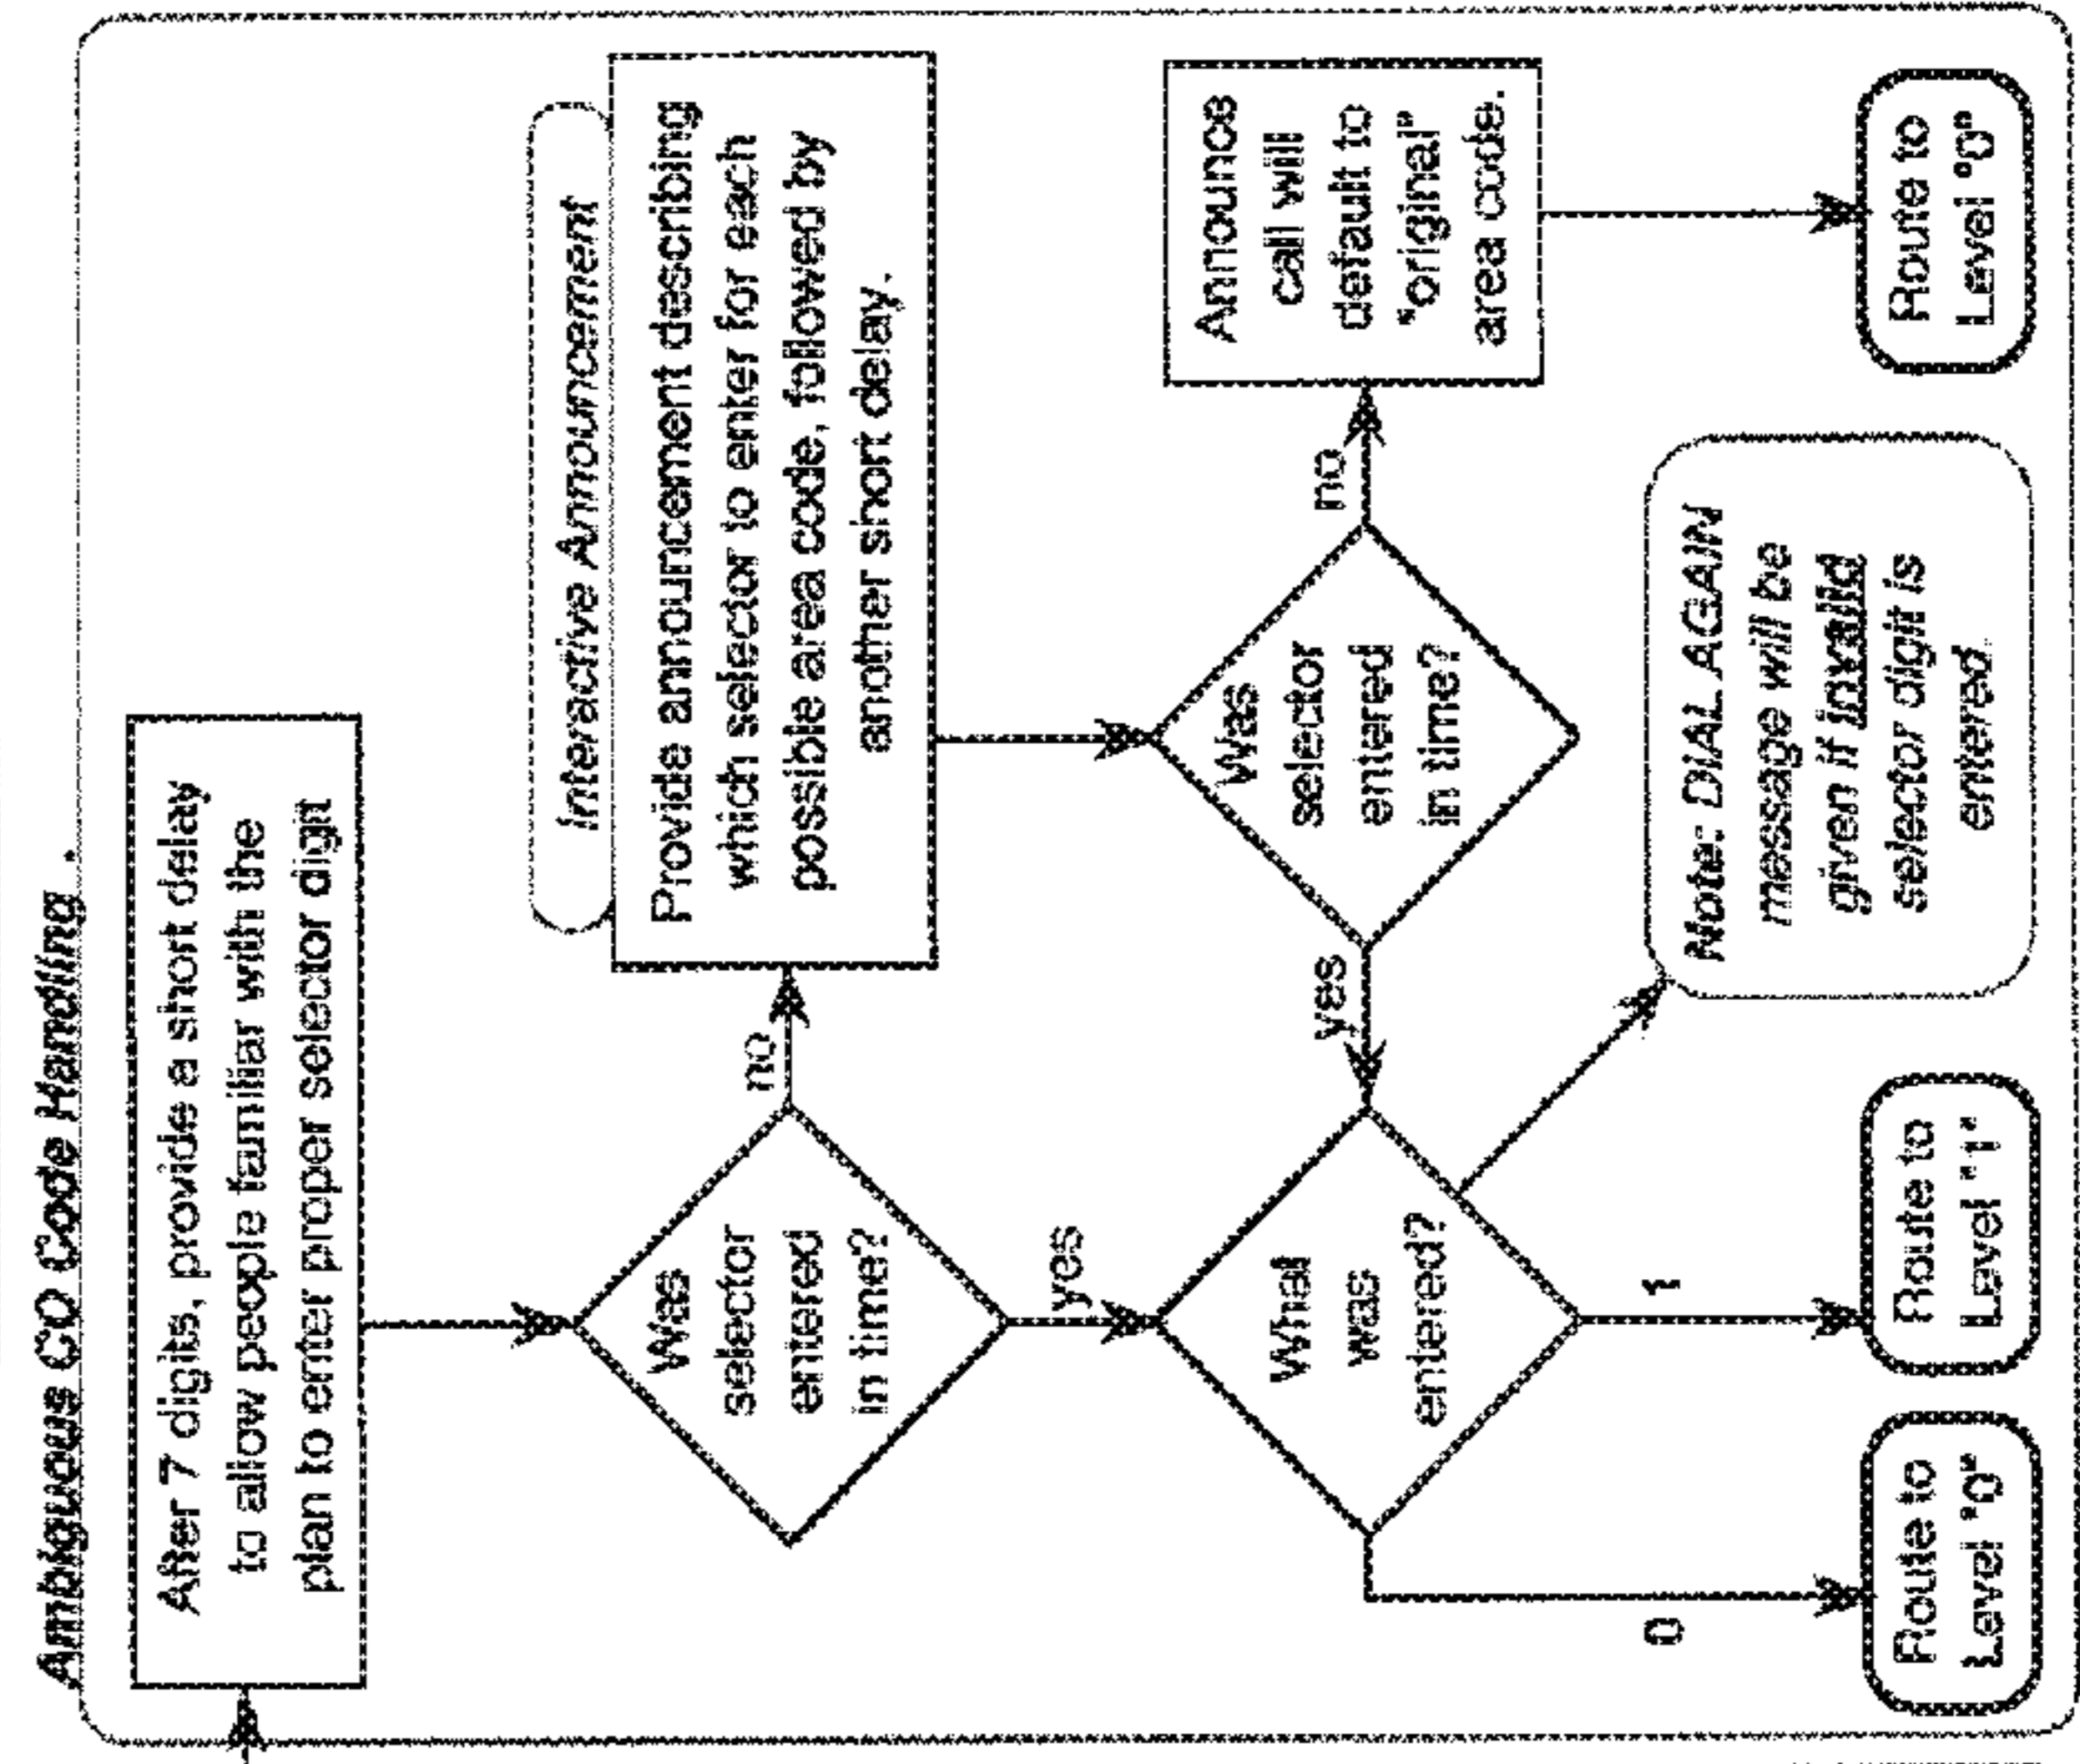 Ambiguous CO Code Handling
After 7 digits, provide a short delay
to allow people familiar with the
plan to enter proper selector digit
Was
selector
entered
in time?
no
Interactive Announcement
Provide announcement describing
which selector to enter for each
possible area code, followed by
another short delay.
yes
Was
selector
entered
in time?
yes
no
Announce
call will
default to
"original"
area code.
What
was
entered?
0
1
Note: DIAL AGAIN
message will be
given if invalid
selector digit is
entered.
Route to
Level "0"
Route to
Level "1"
Route to
Level "0"